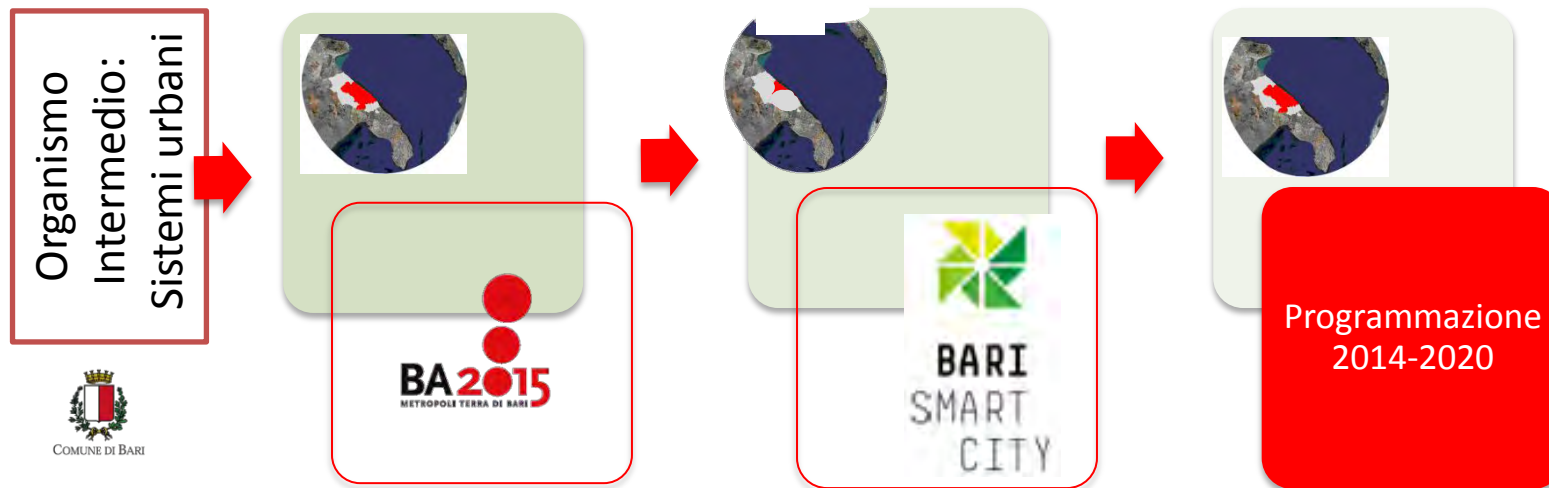 Organismo
Intermedio:
Sistemi urbani
COMUNE DI BARI
BA2015
METROPOLI TERRA DI BARI
BARI
SMART
CITY
Programmazione
2014-2020